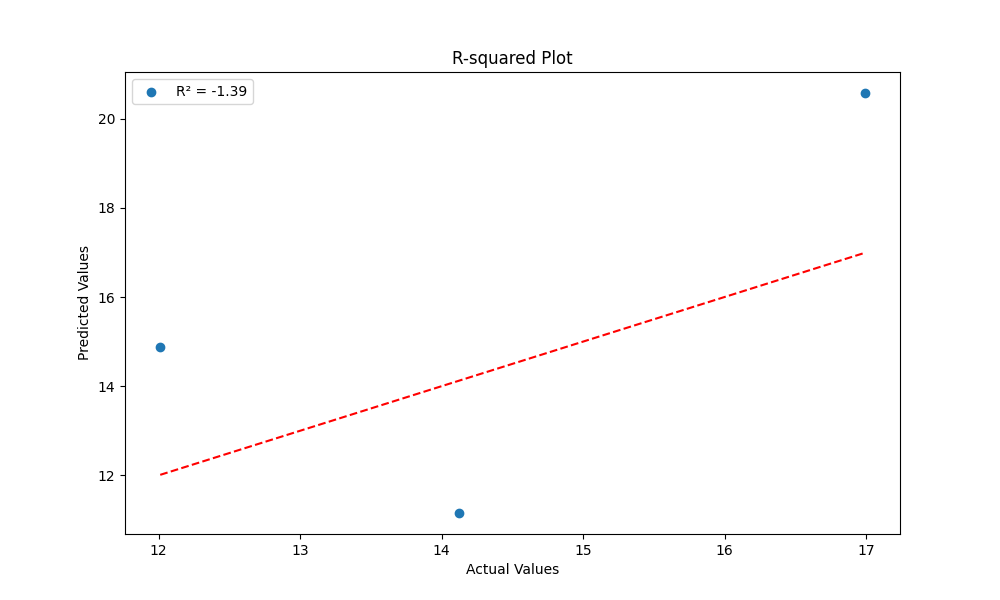 R-squared Plot
R² = -1.39
20
18
16
14
12
Predicted Values
12
13
14
15
16
17
Actual Values